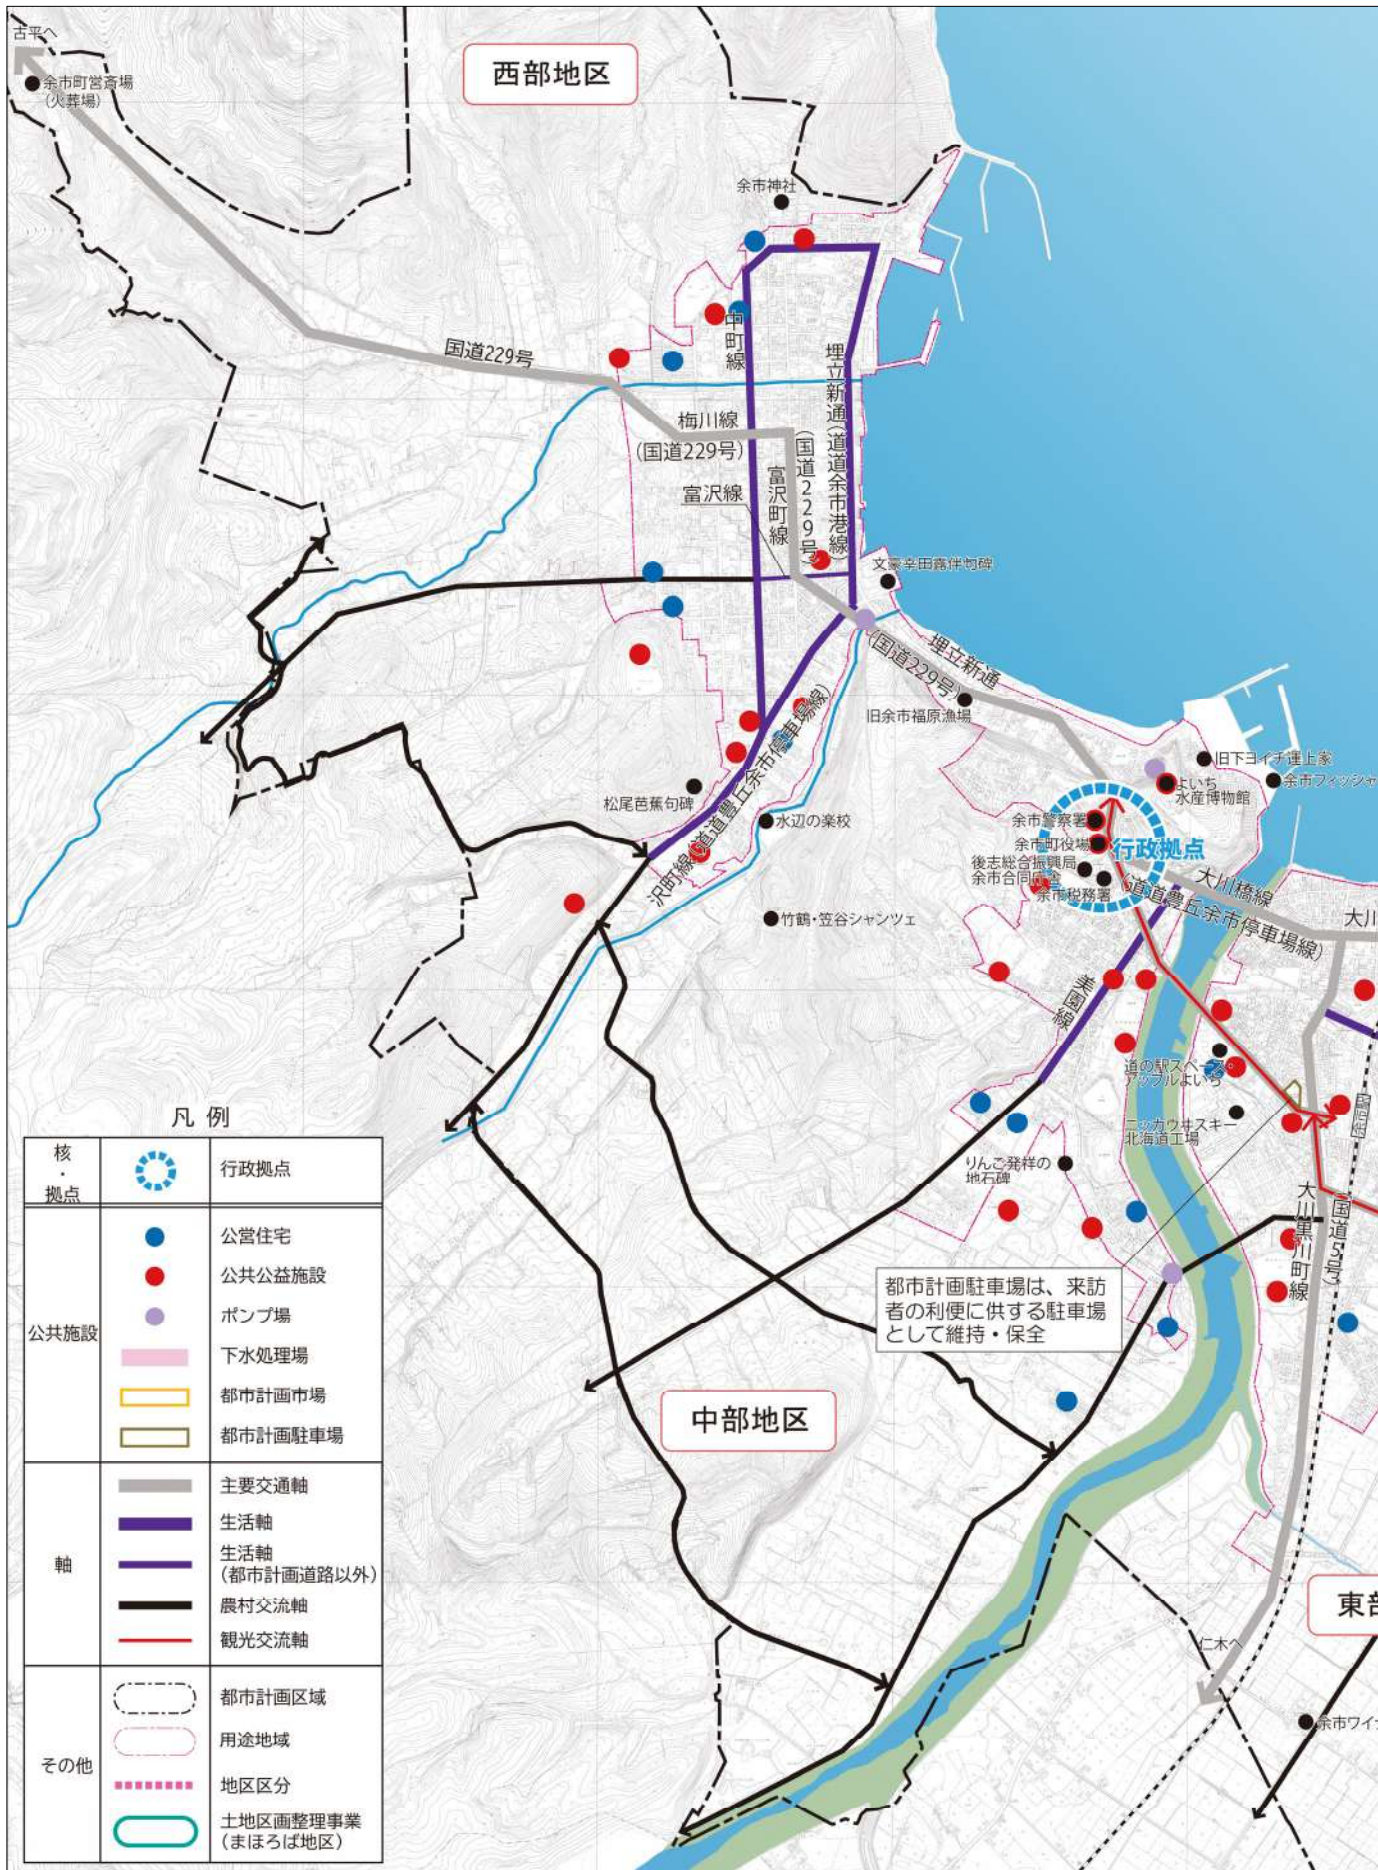 古平へ
余市町営斎場
(火葬場)
西部地区
余市神社
中町線
国道229号
梅川線
(国道229号)
富沢線
富沢町線
(国道229号)
埋立新通(道道余市港線)
文豪幸田露伴句碑
埋立新通
(国道229号)
旧余市福原漁場
旧下ヨイチ運上家
余市フィッシャ
よいち
水産博物館
松尾芭蕉句碑
水辺の楽校
沢町線(道道豊丘余市停車場線)
余市警察署
余市町役場
行政拠点
後志総合振興局
余市合同庁舎
余市税務署
大川橋線
(道道豊丘余市停車場線)
大川
竹鶴・笠谷シャンツェ
美園線
道の駅スペース・
アップルよいち
ニッカウヰスキー
北海道工場
りんご発祥の
地石碑
余市駅
大川黒川町線
(国道5号)
都市計画駐車場は、来訪
者の利便に供する駐車場
として維持・保全
中部地区
東部
仁木へ
余市ワイナ
凡 例
核・拠点
行政拠点
公共施設
公営住宅
公共公益施設
ポンプ場
下水処理場
都市計画市場
都市計画駐車場
軸
主要交通軸
生活軸
生活軸
(都市計画道路以外)
農村交流軸
観光交流軸
その他
都市計画区域
用途地域
地区区分
土地区画整理事業
(まほろば地区)